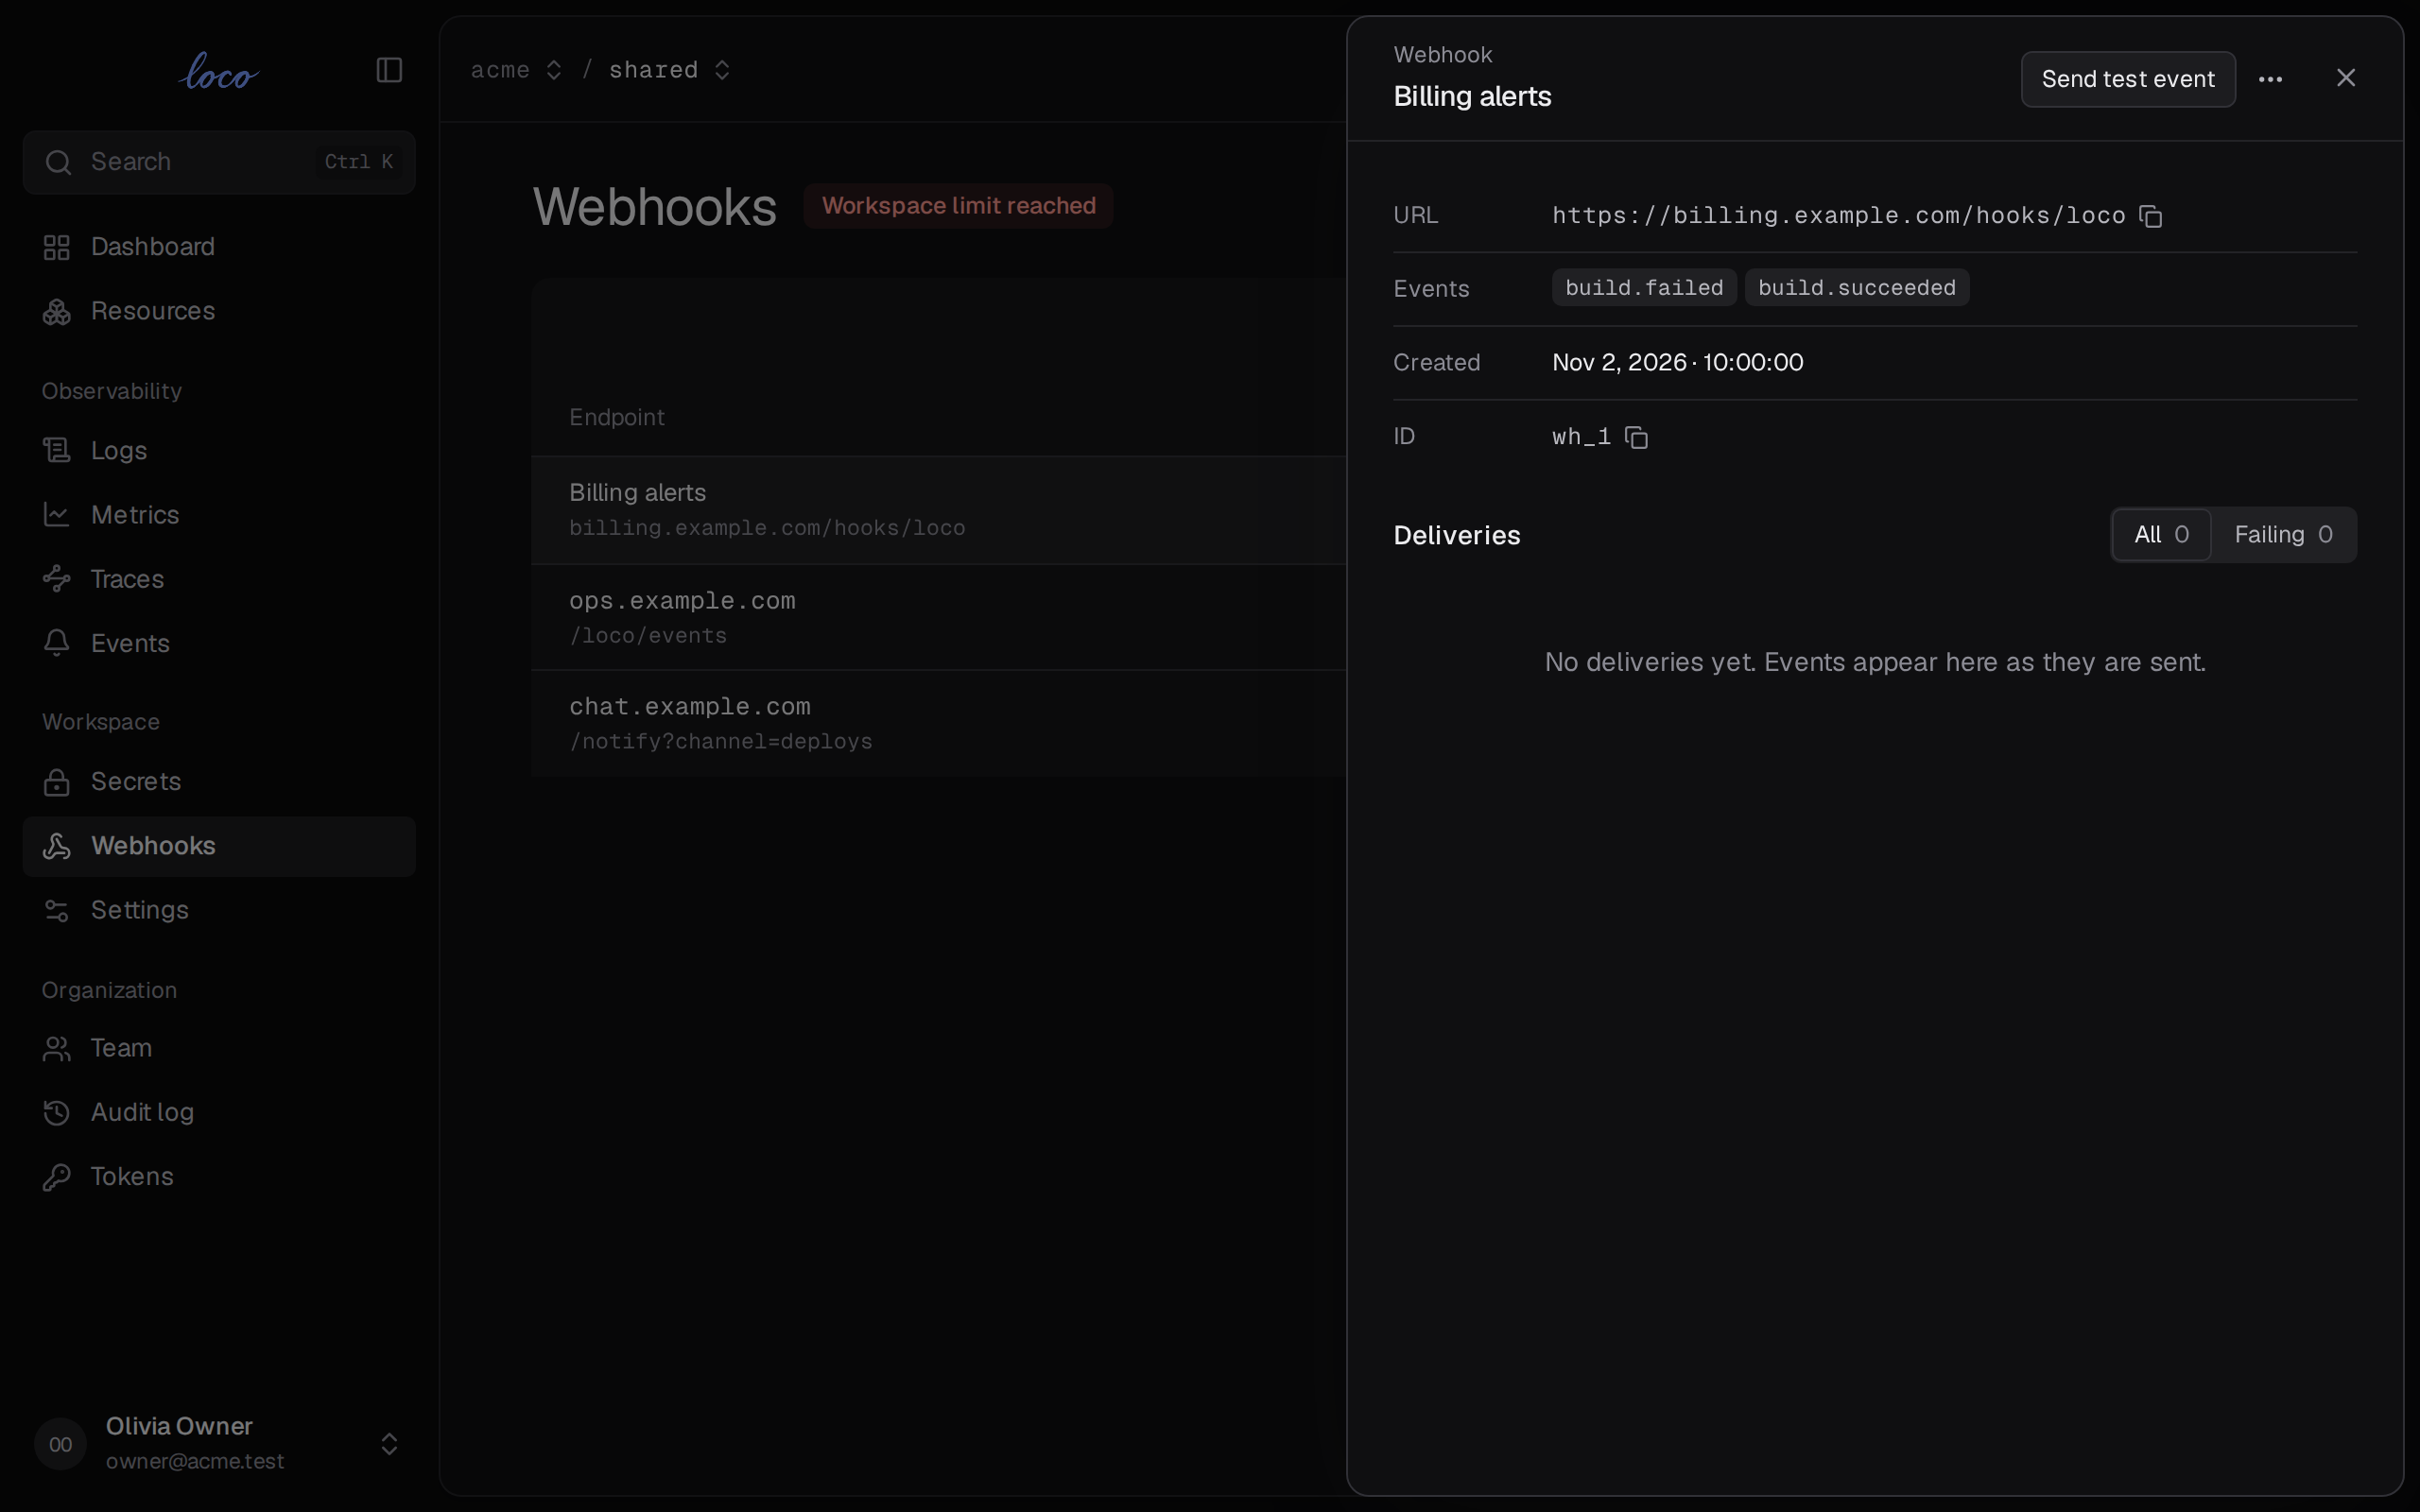 loco
Search Ctrl K
Dashboard
Resources
Observability
Logs
Metrics
Traces
Events
Workspace
Secrets
Webhooks
Settings
Organization
Team
Audit log
Tokens
OO
Olivia Owner
owner@acme.test
acme / shared
Webhooks Workspace limit reached
Endpoint
Billing alerts
billing.example.com/hooks/loco
ops.example.com
/loco/events
chat.example.com
/notify?channel=deploys
Webhook
Billing alerts
Send test event
URL https://billing.example.com/hooks/loco
Events build.failed build.succeeded
Created Nov 2, 2026 · 10:00:00
ID wh_1
Deliveries All 0 Failing 0
No deliveries yet. Events appear here as they are sent.